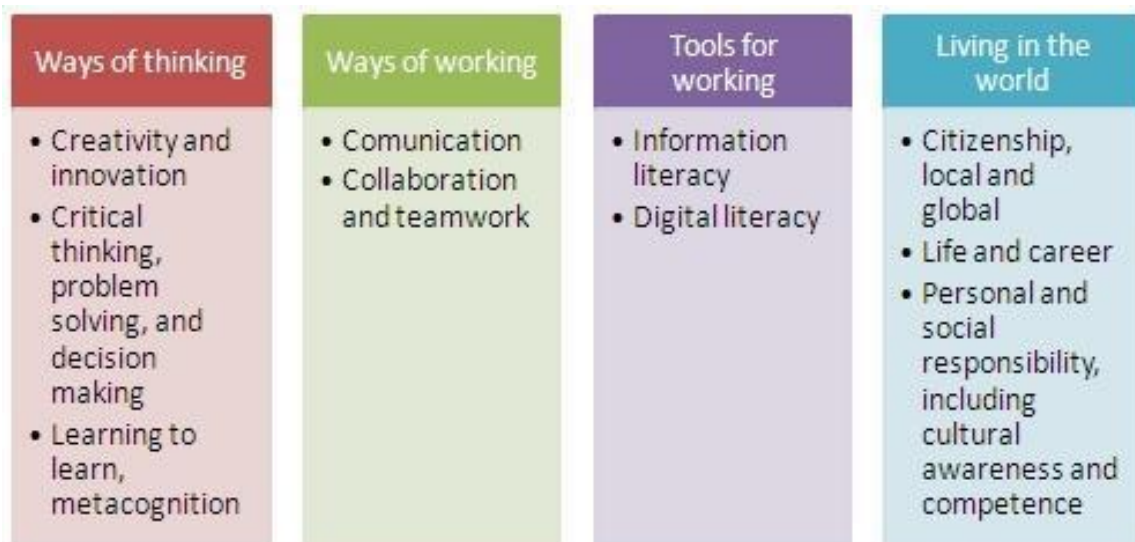 Ways of thinking
• Creativity and
innovation
• Critical
thinking,
problem
solving, and
decision
making
• Learning to
learn,
metacognition
Ways of working
• Comunication
• Collaboration
and teamwork
Tools for
working
• Information
literacy
• Digital literacy
Living in the
world
• Citizenship,
local and
global
• Life and career
• Personal and
social
responsibility,
including
cultural
awareness and
competence